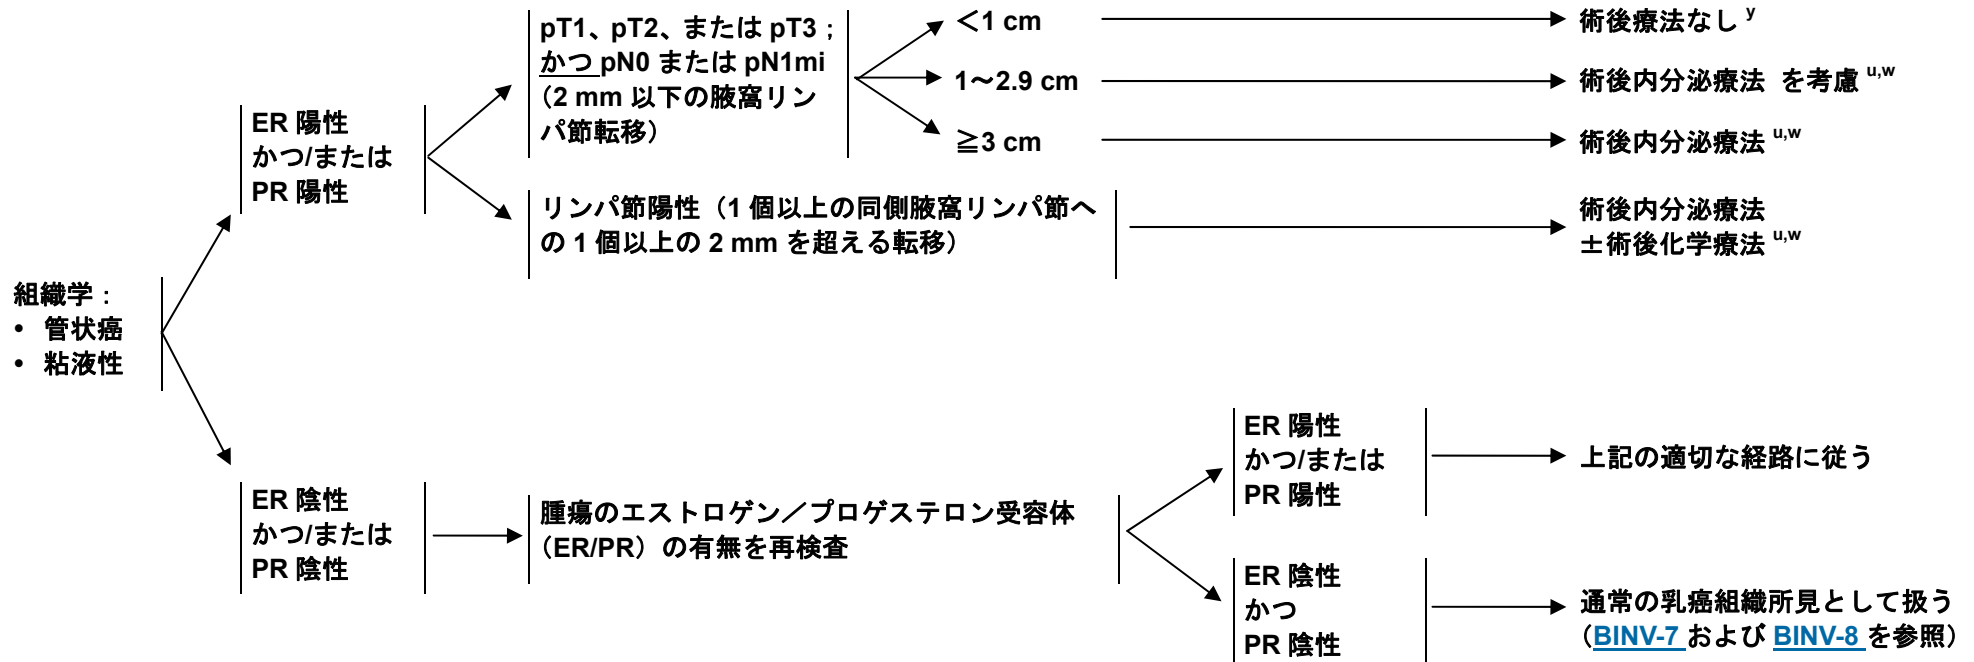 組織学：
• 管状癌
• 粘液性
ER 陽性
かつ/または
PR 陽性
pT1、pT2、または pT3；
かつ pN0 または pN1mi
（2 mm 以下の腋窩リン
パ節転移）
＜1 cm
術後療法なし y
1～2.9 cm
術後内分泌療法 を考慮 u,w
≧3 cm
術後内分泌療法 u,w
リンパ節陽性（1 個以上の同側腋窩リンパ節へ
の 1 個以上の 2 mm を超える転移）
術後内分泌療法
±術後化学療法 u,w
ER 陰性
かつ/または
PR 陰性
腫瘍のエストロゲン／プロゲステロン受容体
（ER/PR）の有無を再検査
ER 陽性
かつ/または
PR 陽性
上記の適切な経路に従う
ER 陰性
かつ
PR 陰性
通常の乳癌組織所見として扱う
（BINV-7 および BINV-8 を参照）